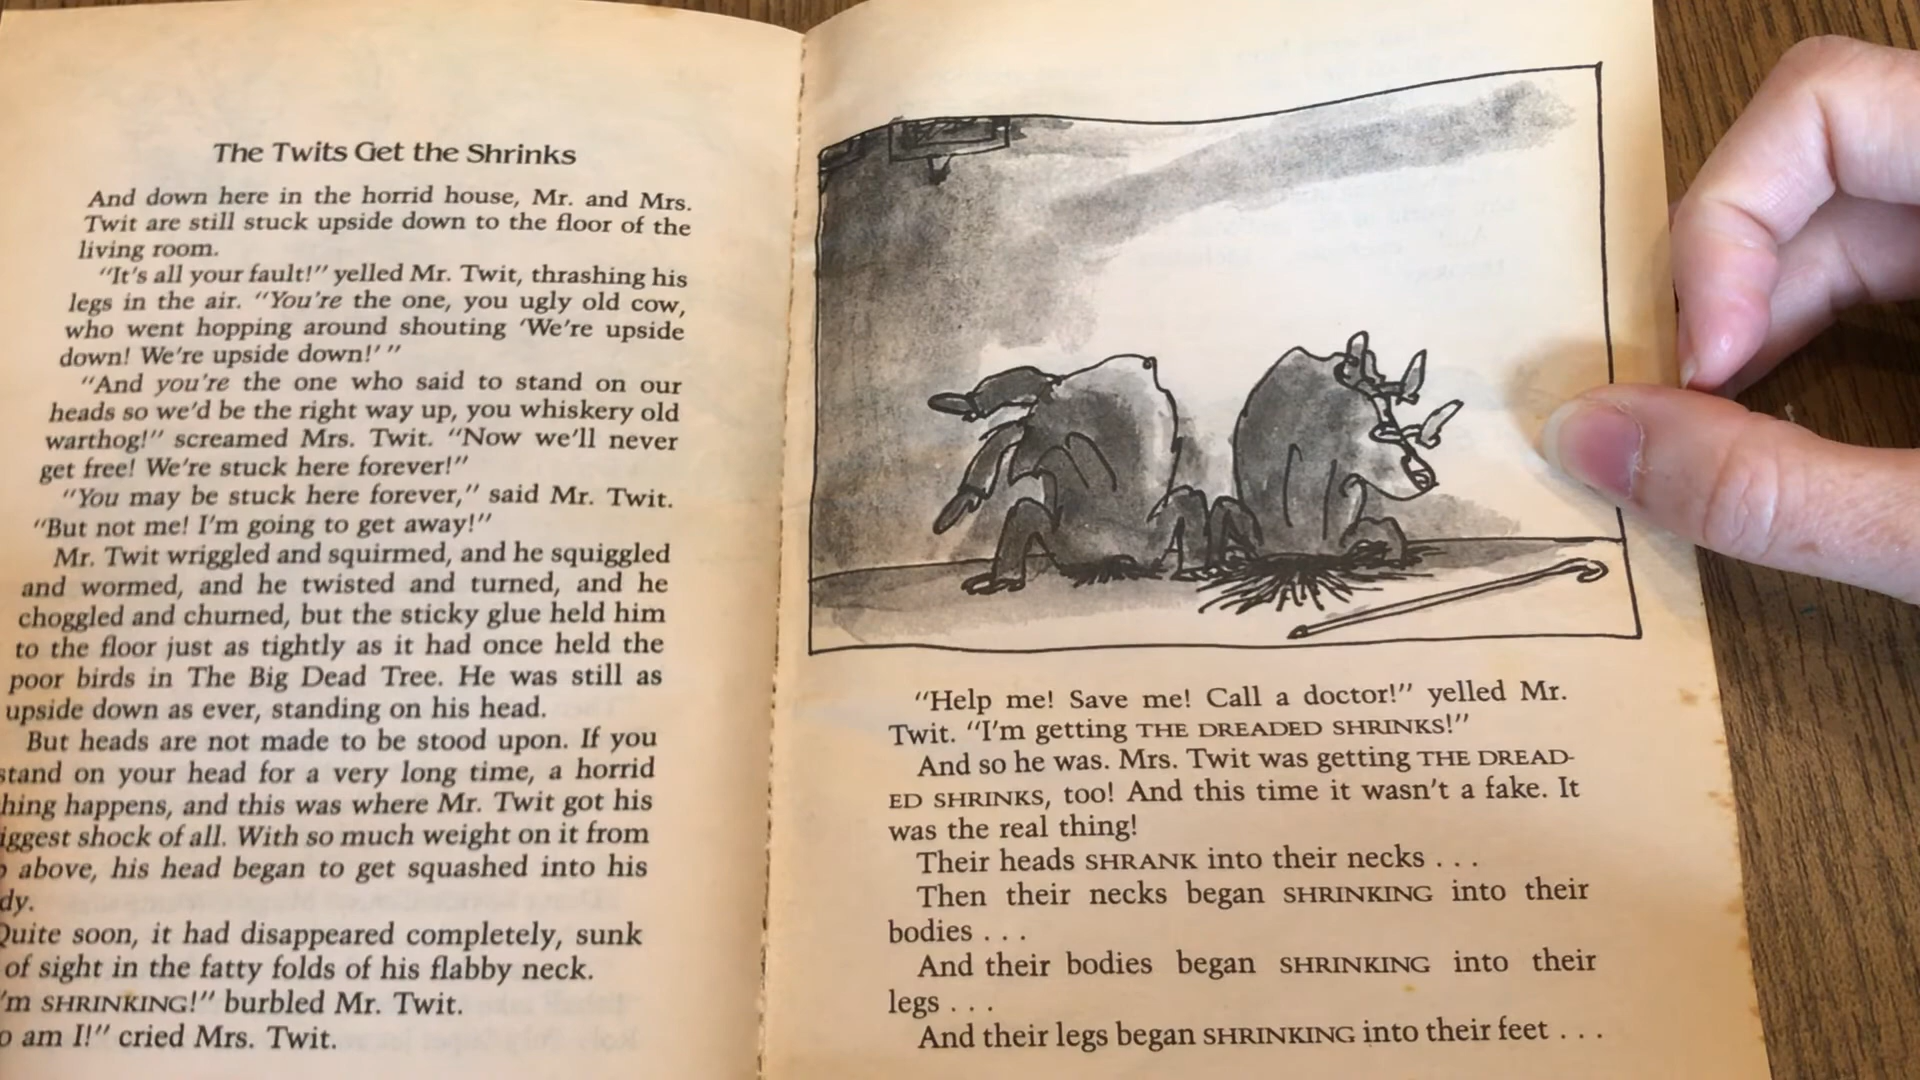 The Twits Get the Shrinks
And down here in the horrid house, Mr. and Mrs.
Twit are still stuck upside down to the floor of the
living room.
"It's all your fault!" yelled Mr. Twit, thrashing his
legs in the air. "You're the one, you ugly old cow,
who went hopping around shouting 'We're upside
down! We're upside down!' "
"And you're the one who said to stand on our
heads so we'd be the right way up, you whiskery old
warthog!" screamed Mrs. Twit. "Now we'll never
get free! We're stuck here forever!"
"You may be stuck here forever," said Mr. Twit.
"But not me! I'm going to get away!"
Mr. Twit wriggled and squirmed, and he squiggled
and wormed, and he twisted and turned, and he
choggled and churned, but the sticky glue held him
to the floor just as tightly as it had once held the
poor birds in The Big Dead Tree. He was still as
upside down as ever, standing on his head.
But heads are not made to be stood upon. If you
stand on your head for a very long time, a horrid
hing happens, and this was where Mr. Twit got his
iggest shock of all. With so much weight on it from
above, his head began to get squashed into his
dy.
Quite soon, it had disappeared completely, sunk
of sight in the fatty folds of his flabby neck.
'm SHRINKING!" burbled Mr. Twit.
o am I!" cried Mrs. Twit.
"Help me! Save me! Call a doctor!" yelled Mr.
Twit. "I'm getting THE DREADED SHRINKS!"
And so he was. Mrs. Twit was getting THE DREAD-
ED SHRINKS, too! And this time it wasn't a fake. It
was the real thing!
Their heads SHRANK into their necks . . .
Then their necks began SHRINKING into their
bodies . . .
And their bodies began SHRINKING into their
legs . . .
And their legs began SHRINKING into their feet . . .